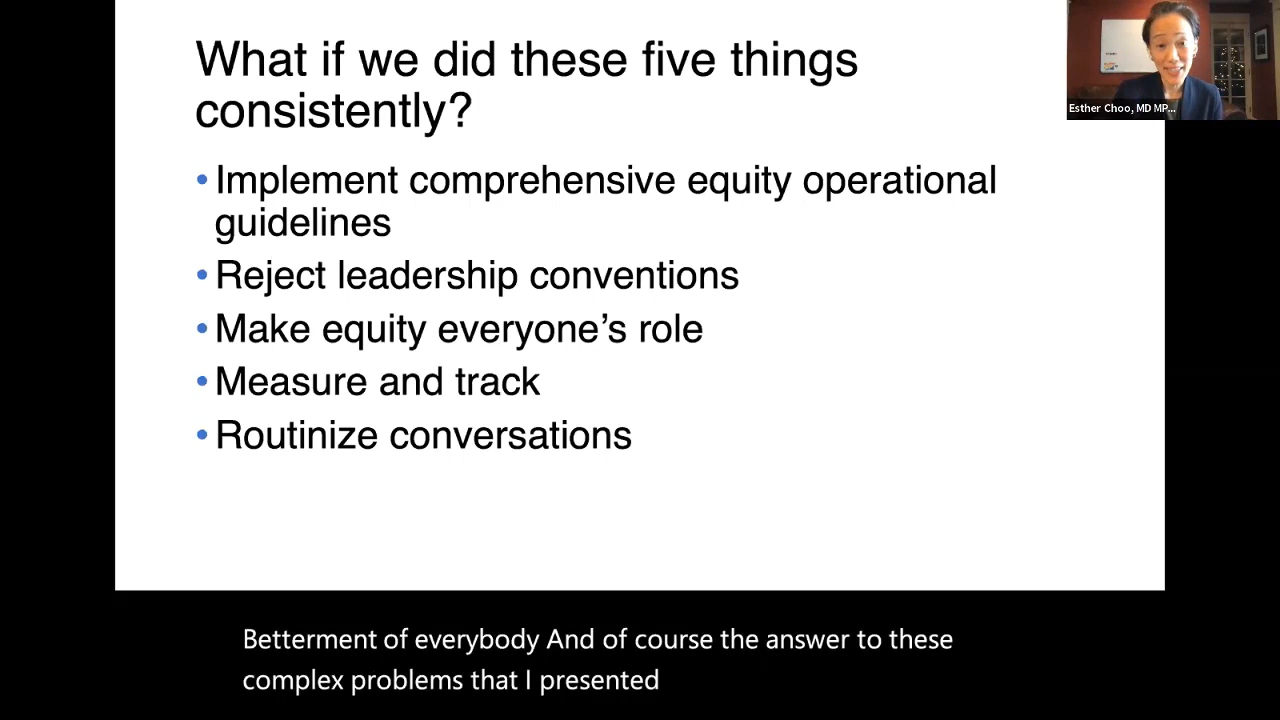 What if we did these five things
consistently?
• Implement comprehensive equity operational
guidelines
• Reject leadership conventions
• Make equity everyone’s role
• Measure and track
• Routinize conversations
Esther Choo, MD MP...
Betterment of everybody And of course the answer to these
complex problems that I presented